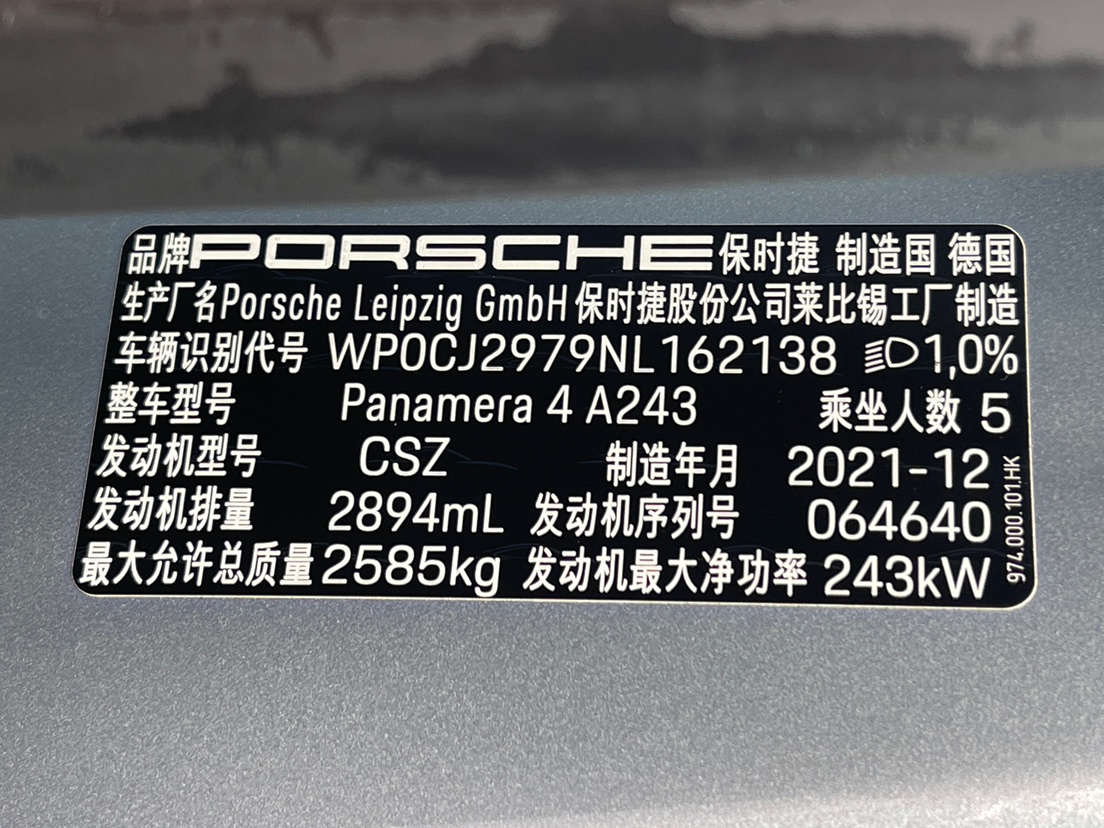 品牌PORSCHE保时捷 制造国 德国
生产厂名Porsche Leipzig GmbH保时捷股份公司莱比锡工厂制造
车辆识别代号 WP0CJ2979NL162138 1,0%
整车型号 Panamera 4 A243 乘坐人数 5
发动机型号 CSZ 制造年月 2021-12
发动机排量 2894mL 发动机序列号 064640
最大允许总质量2585kg 发动机最大净功率 243kW
974.000.101.HK